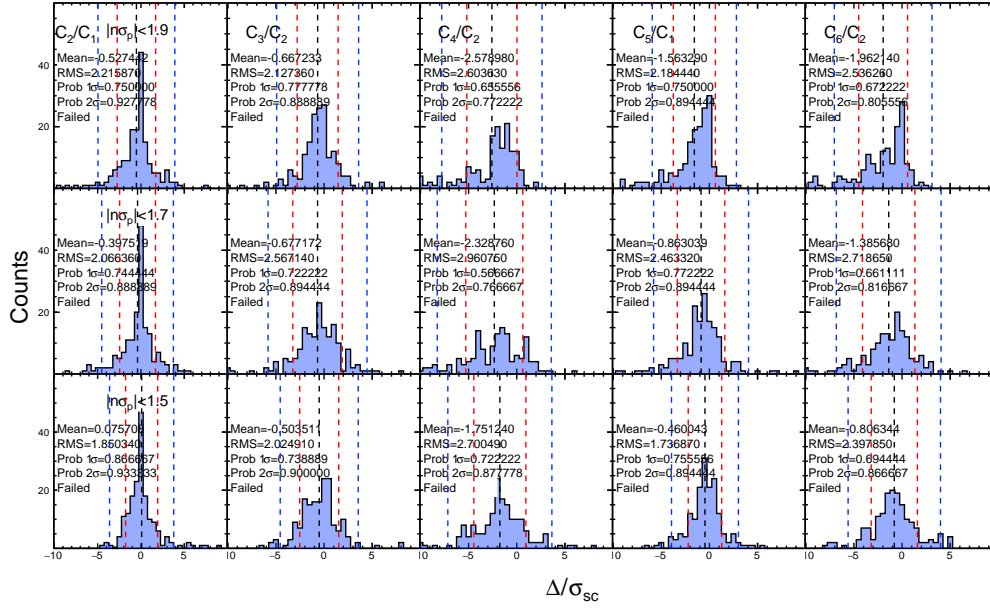 C₂/C₁ |nσₚ|<1.9
Mean=-0.527442
RMS=2.215870
Prob 1σ=0.750000
Prob 2σ=0.927778
Failed
C₃/C₂
Mean=-0.667233
RMS=2.127360
Prob 1σ=0.777778
Prob 2σ=0.888889
Failed
C₄/C₂
Mean=-2.578980
RMS=2.603630
Prob 1σ=0.655556
Prob 2σ=0.772222
Failed
C₅/C₁
Mean=-1.563290
RMS=2.184440
Prob 1σ=0.750000
Prob 2σ=0.894444
Failed
C₆/C₂
Mean=-1.962140
RMS=2.536260
Prob 1σ=0.672222
Prob 2σ=0.805556
Failed
40
20
|nσₚ|<1.7
Mean=-0.397519
RMS=2.066360
Prob 1σ=0.744444
Prob 2σ=0.888889
Failed
Mean=-0.677172
RMS=2.567140
Prob 1σ=0.722222
Prob 2σ=0.894444
Failed
Mean=-2.328760
RMS=2.960750
Prob 1σ=0.566667
Prob 2σ=0.766667
Failed
Mean=-0.863039
RMS=2.463320
Prob 1σ=0.772222
Prob 2σ=0.894444
Failed
Mean=-1.385680
RMS=2.718650
Prob 1σ=0.661111
Prob 2σ=0.816667
Failed
40
20
Counts
|nσₚ|<1.5
Mean=0.075706
RMS=1.850340
Prob 1σ=0.866667
Prob 2σ=0.933333
Failed
Mean=-0.503511
RMS=2.024910
Prob 1σ=0.738889
Prob 2σ=0.900000
Failed
Mean=-1.751240
RMS=2.700490
Prob 1σ=0.722222
Prob 2σ=0.877778
Failed
Mean=-0.460043
RMS=1.736870
Prob 1σ=0.755556
Prob 2σ=0.894444
Failed
Mean=-0.806344
RMS=2.397850
Prob 1σ=0.694444
Prob 2σ=0.866667
Failed
40
20
−10 −5 0 5 −5 0 5 −5 0 5 −5 0 5 −5 0 5
Δ/σ_sc